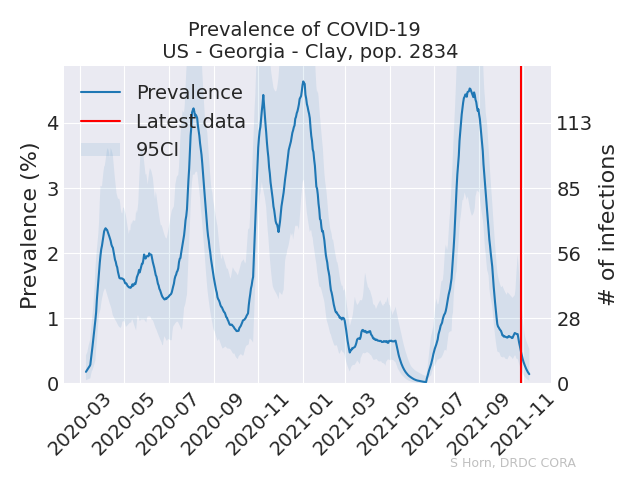 Prevalence of COVID-19
US - Georgia - Clay, pop. 2834
Prevalence
Latest data
95CI
Prevalence (%)
4
3
2
1
0
# of infections
113
85
56
28
0
2020-03
2020-05
2020-07
2020-09
2020-11
2021-01
2021-03
2021-05
2021-07
2021-09
2021-11
S Horn, DRDC CORA